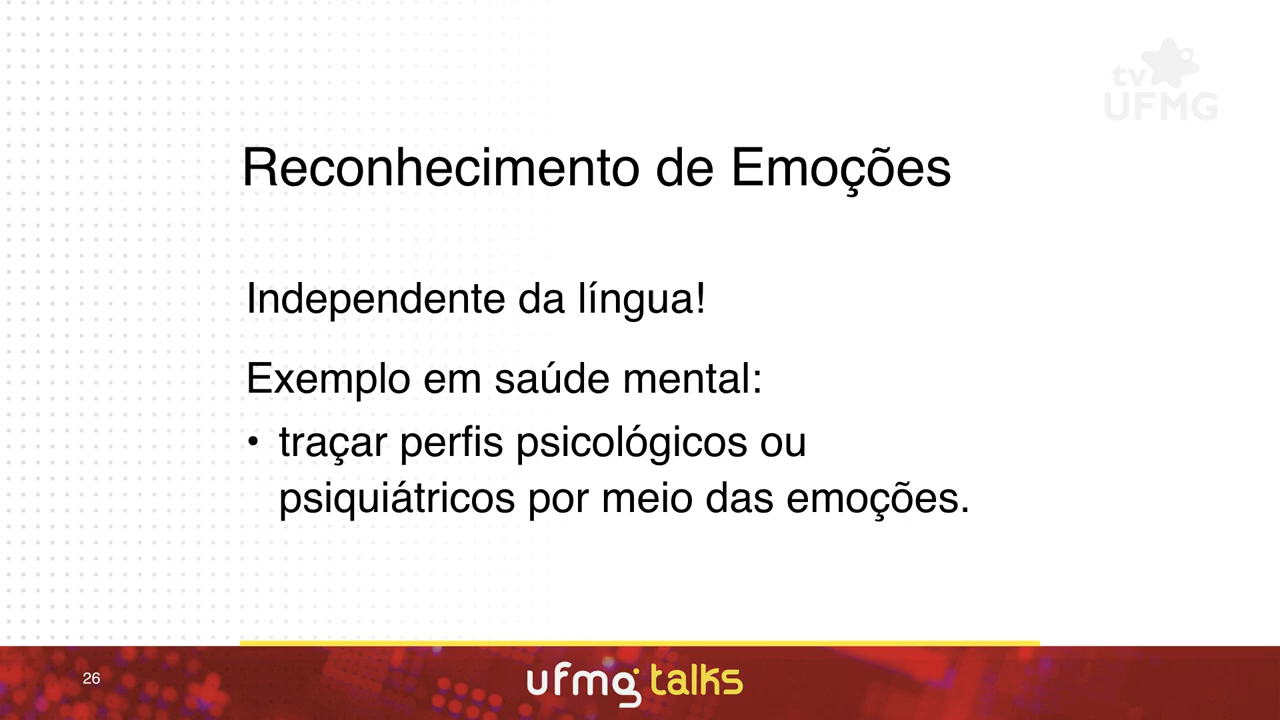 tv
UFMG
Reconhecimento de Emoções
Independente da língua!
Exemplo em saúde mental:
• traçar perfis psicológicos ou
psiquiátricos por meio das emoções.
26
ufmg talks